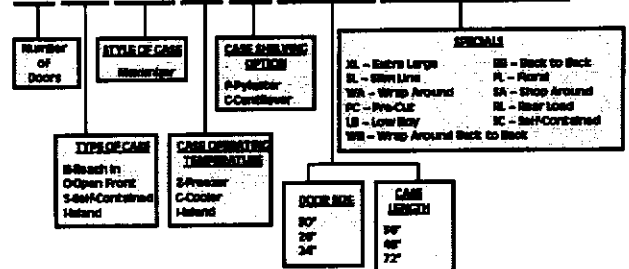 Number
of
Doors
STYLE OF CASE
CASE SHELVING
OPTION
P-Pylaster
C-Cantilever
SPECIALS
XL – Extra Large
SL – Slim Line
WA – Wrap Around
PC – Pre-Cut
LB – Low Boy
WB – Wrap Around Back to Back
BB – Back to Back
FL – Floral
SA – Shop Around
RL – Rear Load
SC – Self-Contained
TYPE OF CASE
R-Reach In
O-Open Front
S-Self-Contained
I-Island
CASE OPERATING
TEMPERATURE
Z-Freezer
C-Cooler
I-Island
DOOR SIZE
30"
28"
24"
CASE
LENGTH
48"
72"